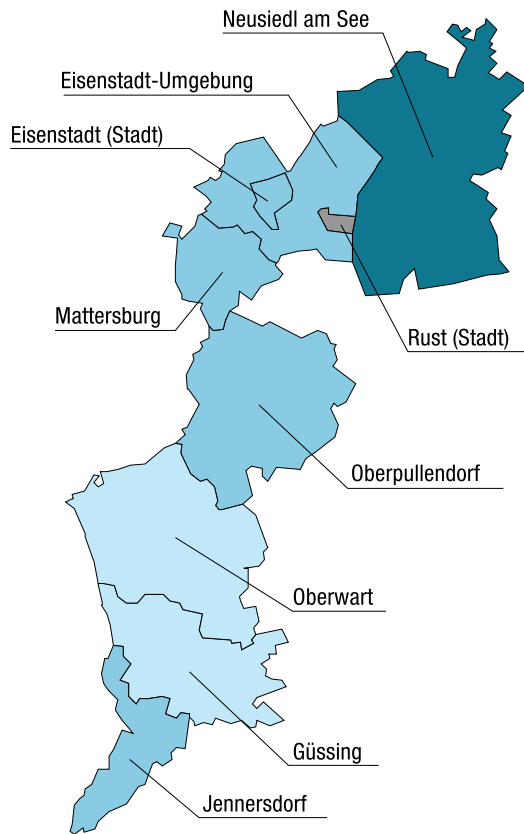 Neusiedl am See
Eisenstadt-Umgebung
Eisenstadt (Stadt)
Mattersburg
Rust (Stadt)
Oberpullendorf
Oberwart
Güssing
Jennersdorf